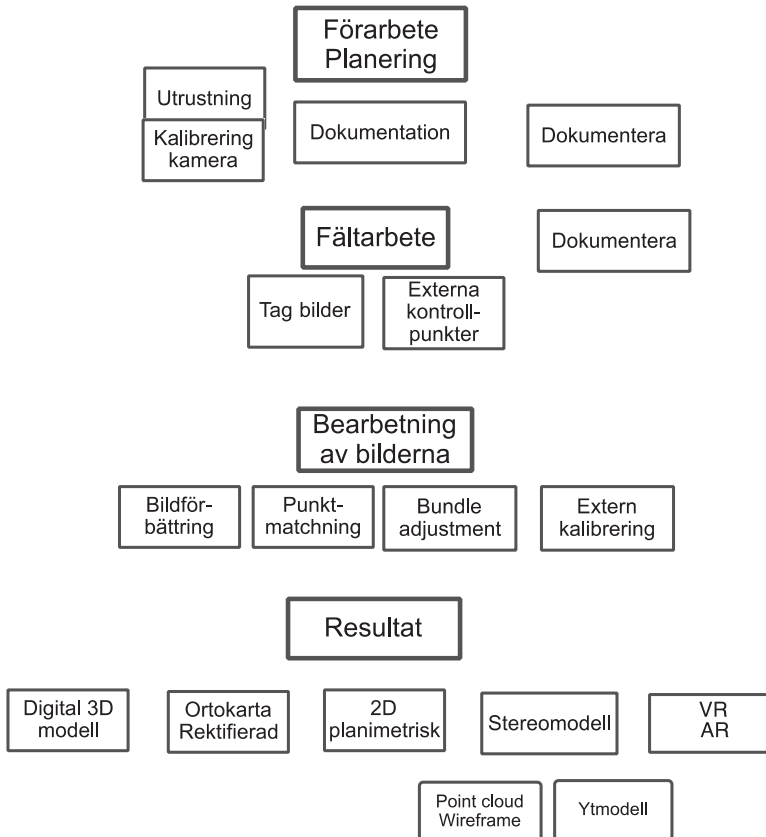 Förarbete
Planering
Utrustning
Kalibrering
kamera
Dokumentation
Dokumentera
Fältarbete
Dokumentera
Tag bilder
Externa
kontroll-
punkter
Bearbetning
av bilderna
Bildför-
bättring
Punkt-
matchning
Bundle
adjustment
Extern
kalibrering
Resultat
Digital 3D
modell
Ortokarta
Rektifierad
2D
planimetrisk
Stereomodell
VR
AR
Point cloud
Wireframe
Ytmodell